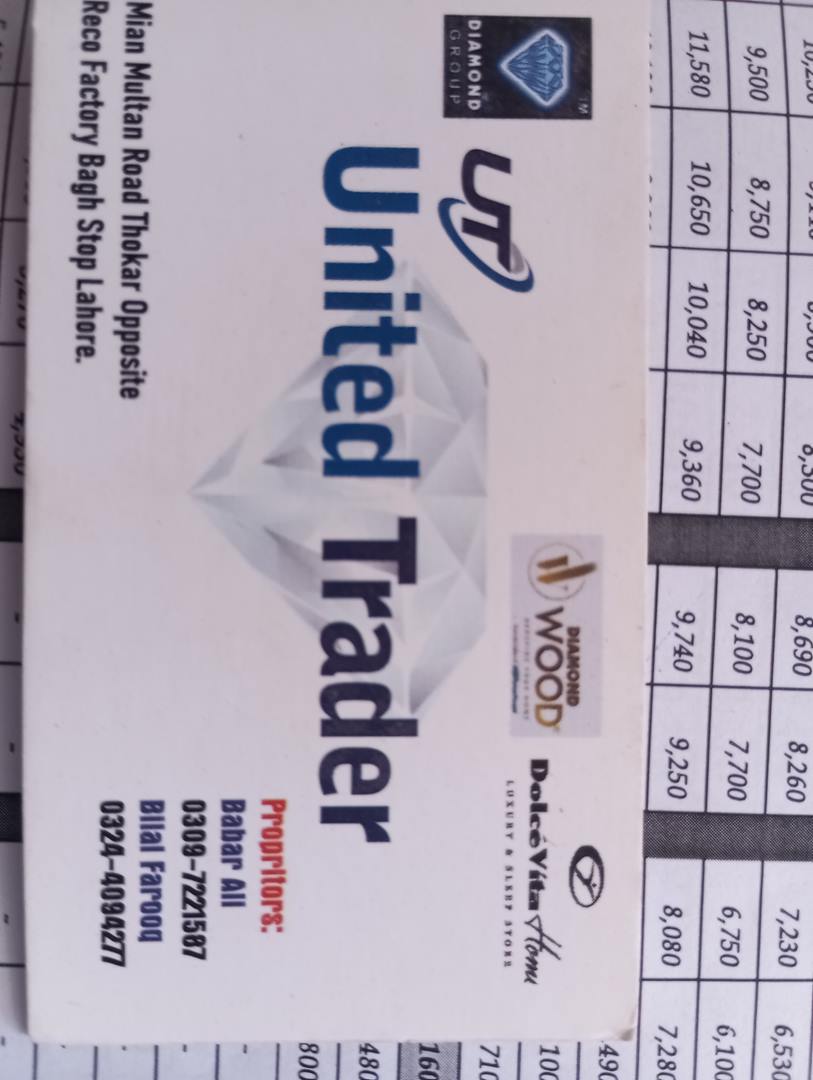 DIAMOND
GROUP
TM
UT
DIAMOND
WOOD
DolceVita Home
LUXURY & SLEEP STORE
United Trader
Propritors:
Babar Ali
0309-7221587
Bilal Farooq
0324-4094277
Mian Multan Road Thokar Opposite
Reco Factory Bagh Stop Lahore.
8,690 8,260 7,230
9,500 8,750 8,250 7,700 8,100 7,700 6,750 6,100
11,580 10,650 10,040 9,360 9,740 9,250 8,080 7,280